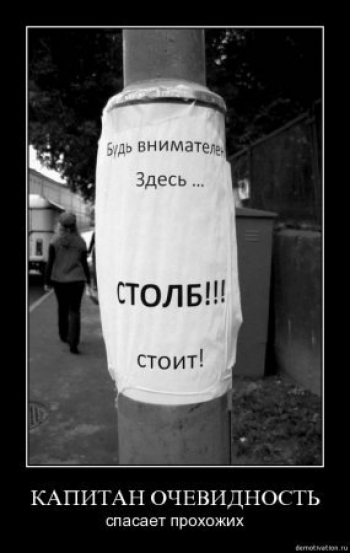 Будь внимателен
Здесь ...
СТОЛБ!!!
стоит!
КАПИТАН ОЧЕВИДНОСТЬ
спасает прохожих
demotivation.ru